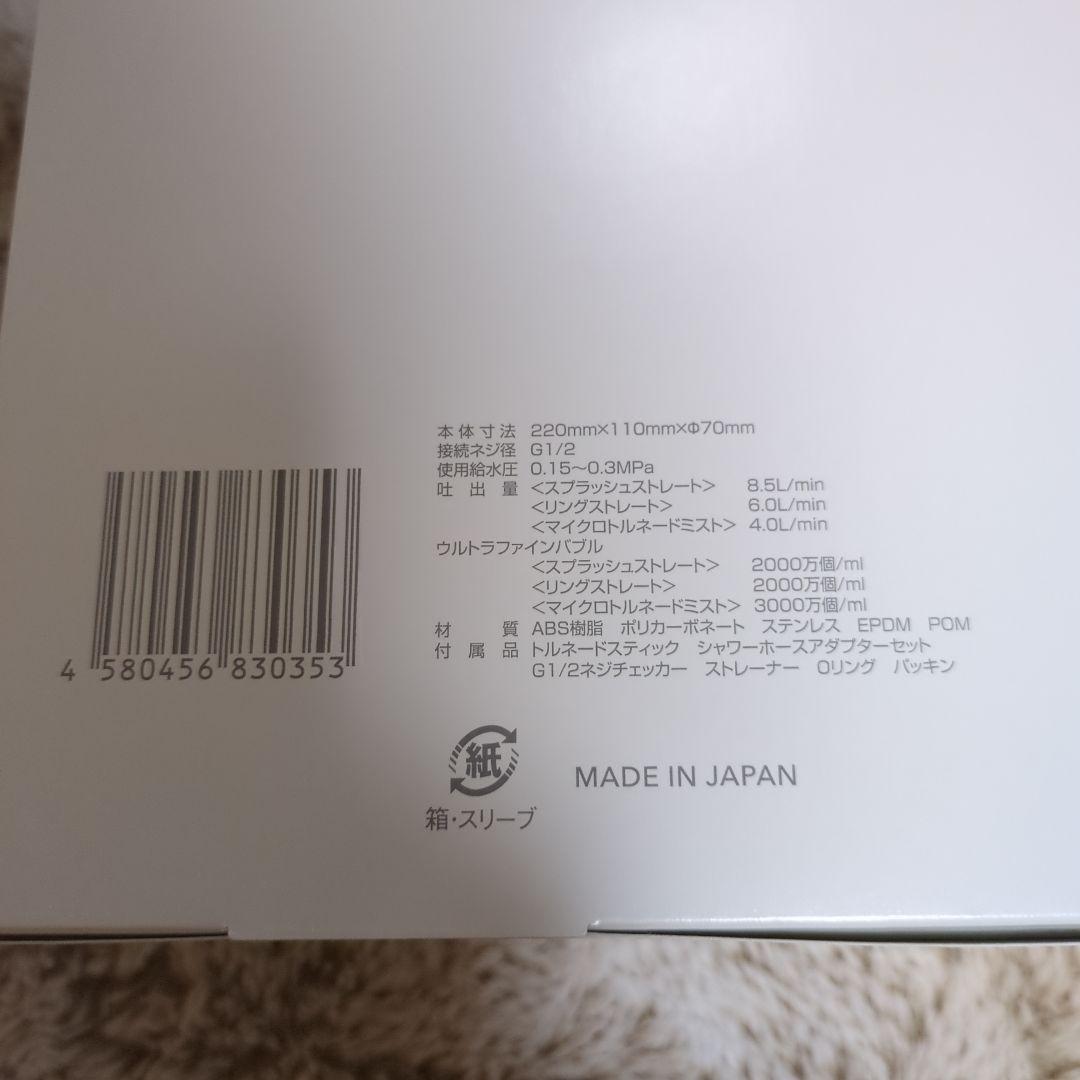 本体寸法 220mm×110mm×Φ70mm
接続ネジ径 G1/2
使用給水圧 0.15～0.3MPa
吐出量 <スプラッシュストレート> 8.5L/min
<リングストレート> 6.0L/min
<マイクロトルネードミスト> 4.0L/min
ウルトラファインバブル
<スプラッシュストレート> 2000万個/ml
<リングストレート> 2000万個/ml
<マイクロトルネードミスト> 3000万個/ml
材質 ABS樹脂 ポリカーボネート ステンレス EPDM POM
付属品 トルネードスティック シャワーホースアダプターセット
G1/2ネジチェッカー ストレーナー Oリング パッキン
4 580456 830353
紙
箱・スリーブ
MADE IN JAPAN